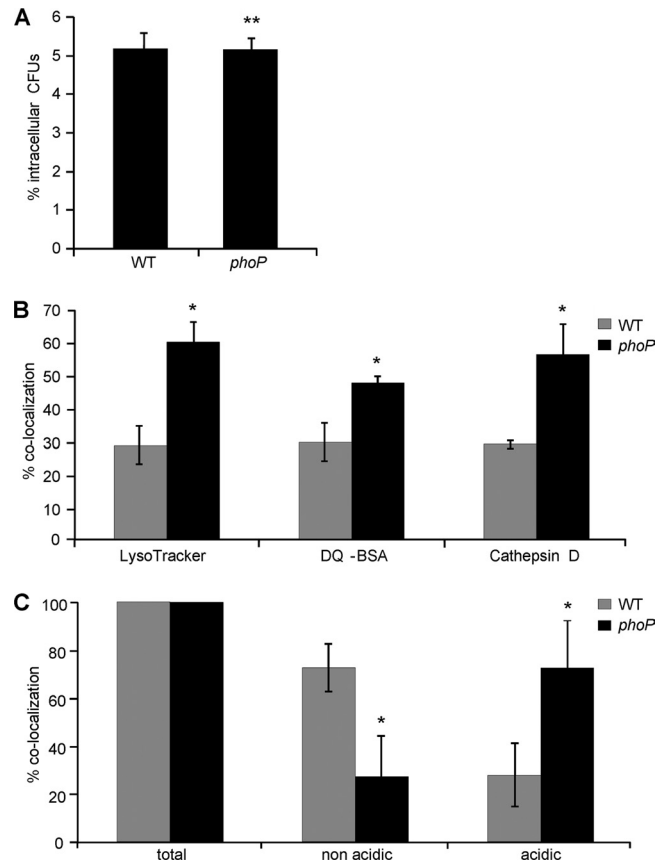 A
% intracellular CFUs
6
5
4
3
2
1
0
**
WT
phoP
B
% co-localization
70
60
50
40
30
20
10
0
*
*
*
WT
phoP
LysoTracker
DQ -BSA
Cathepsin D
C
% co-localization
100
80
60
40
20
0
*
*
WT
phoP
total
non acidic
acidic